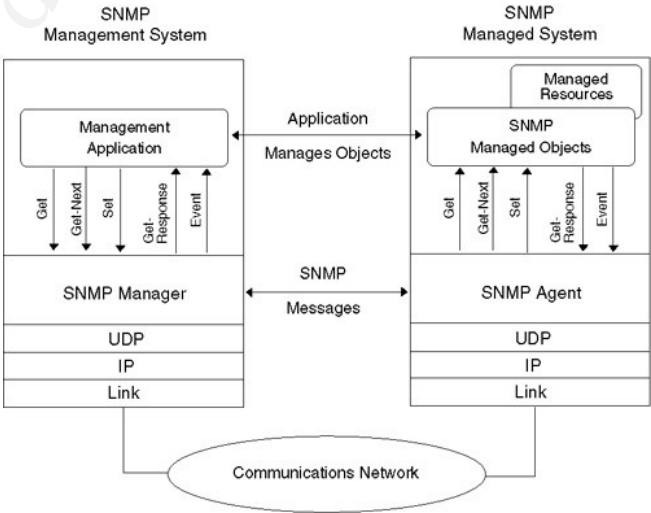 SNMP
Management System
SNMP
Managed System
Managed
Resources
Management
Application
Application
Manages Objects
SNMP
Managed Objects
Get
Get-Next
Set
Get-
Response
Event
Get
Get-Next
Set
Get-
Response
Event
SNMP Manager
SNMP
Messages
SNMP Agent
UDP
IP
Link
UDP
IP
Link
Communications Network